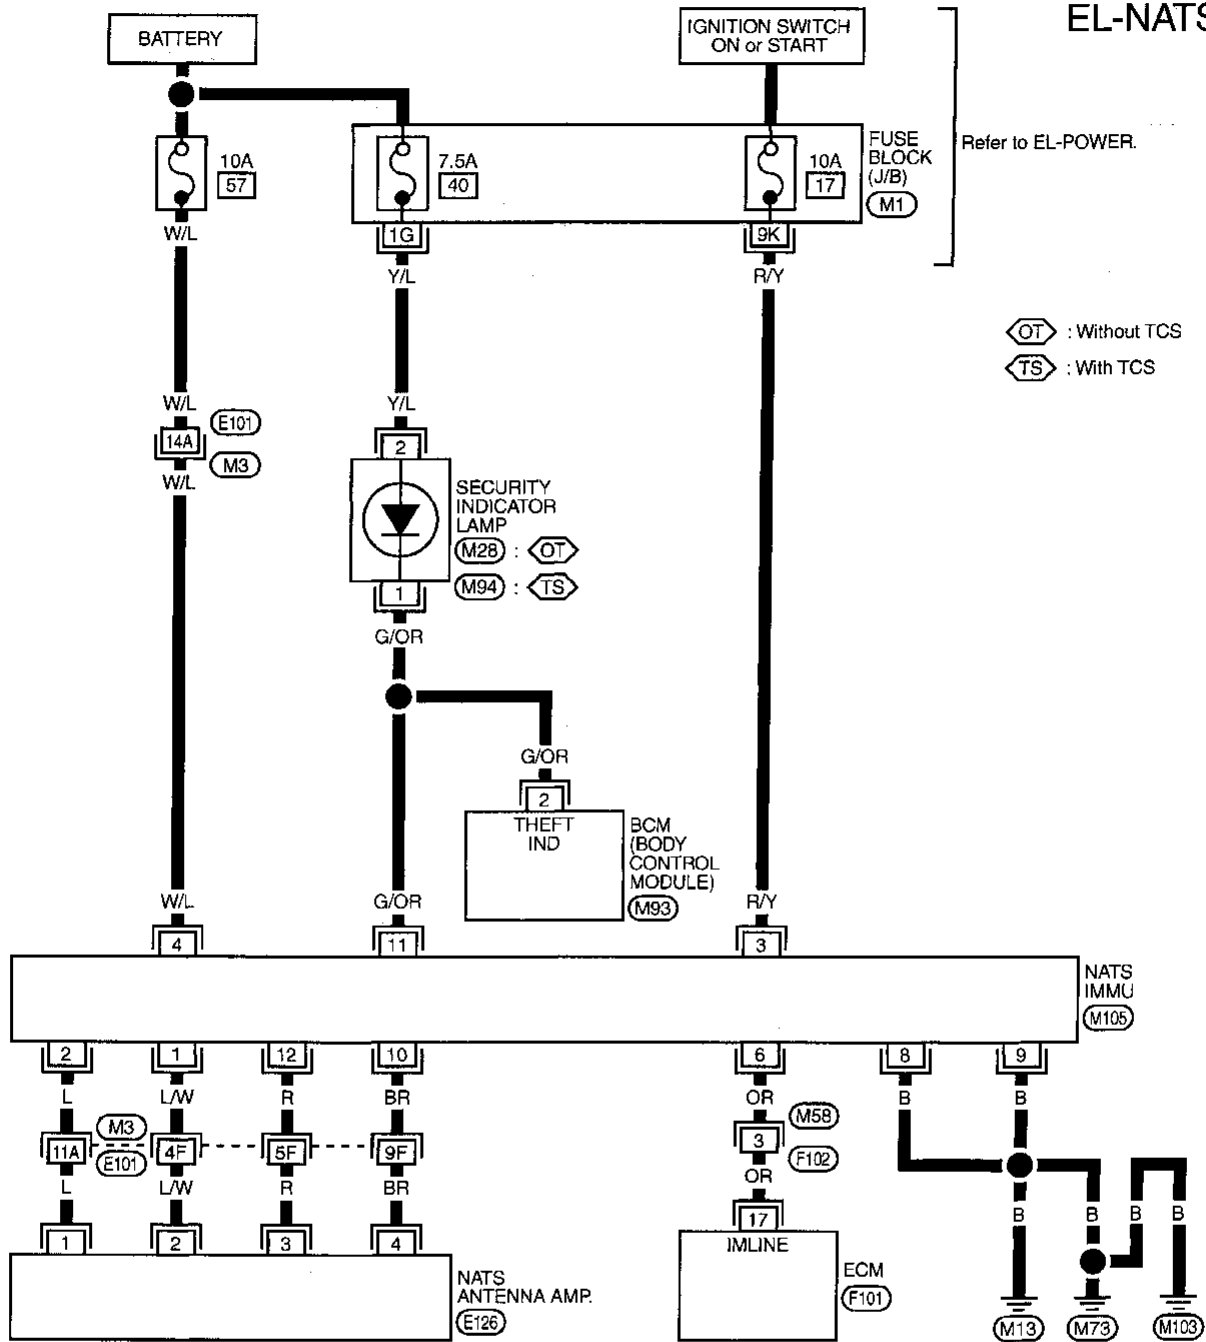 EL-NATS
BATTERY
IGNITION SWITCH
ON or START
Refer to EL-POWER.
10A
57
7.5A
40
10A
17
FUSE
BLOCK
(J/B)
M1
W/L
1G
9K
Y/L
R/Y
OT : Without TCS
TS : With TCS
W/L
Y/L
E101
14A
M3
W/L
2
SECURITY
INDICATOR
LAMP
M28 : OT
M94 : TS
1
G/OR
G/OR
2
THEFT
IND
BCM
(BODY
CONTROL
MODULE)
M93
W/L
G/OR
R/Y
4
11
3
NATS
IMMU
M105
2
1
12
10
6
8
9
L
L/W
R
BR
OR
B
B
M3
M58
11A
4F
5F
9F
3
E101
F102
L
L/W
R
BR
OR
1
2
3
4
17
B
B
B
B
IMLINE
NATS
ANTENNA AMP.
E126
ECM
F101
M13
M73
M103